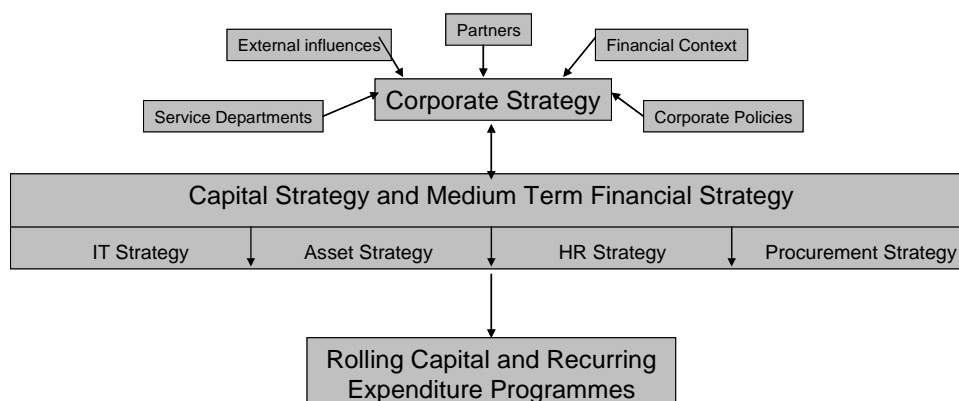 Partners
External influences
Financial Context
Corporate Strategy
Service Departments
Corporate Policies
Capital Strategy and Medium Term Financial Strategy
IT Strategy
Asset Strategy
HR Strategy
Procurement Strategy
Rolling Capital and Recurring
Expenditure Programmes